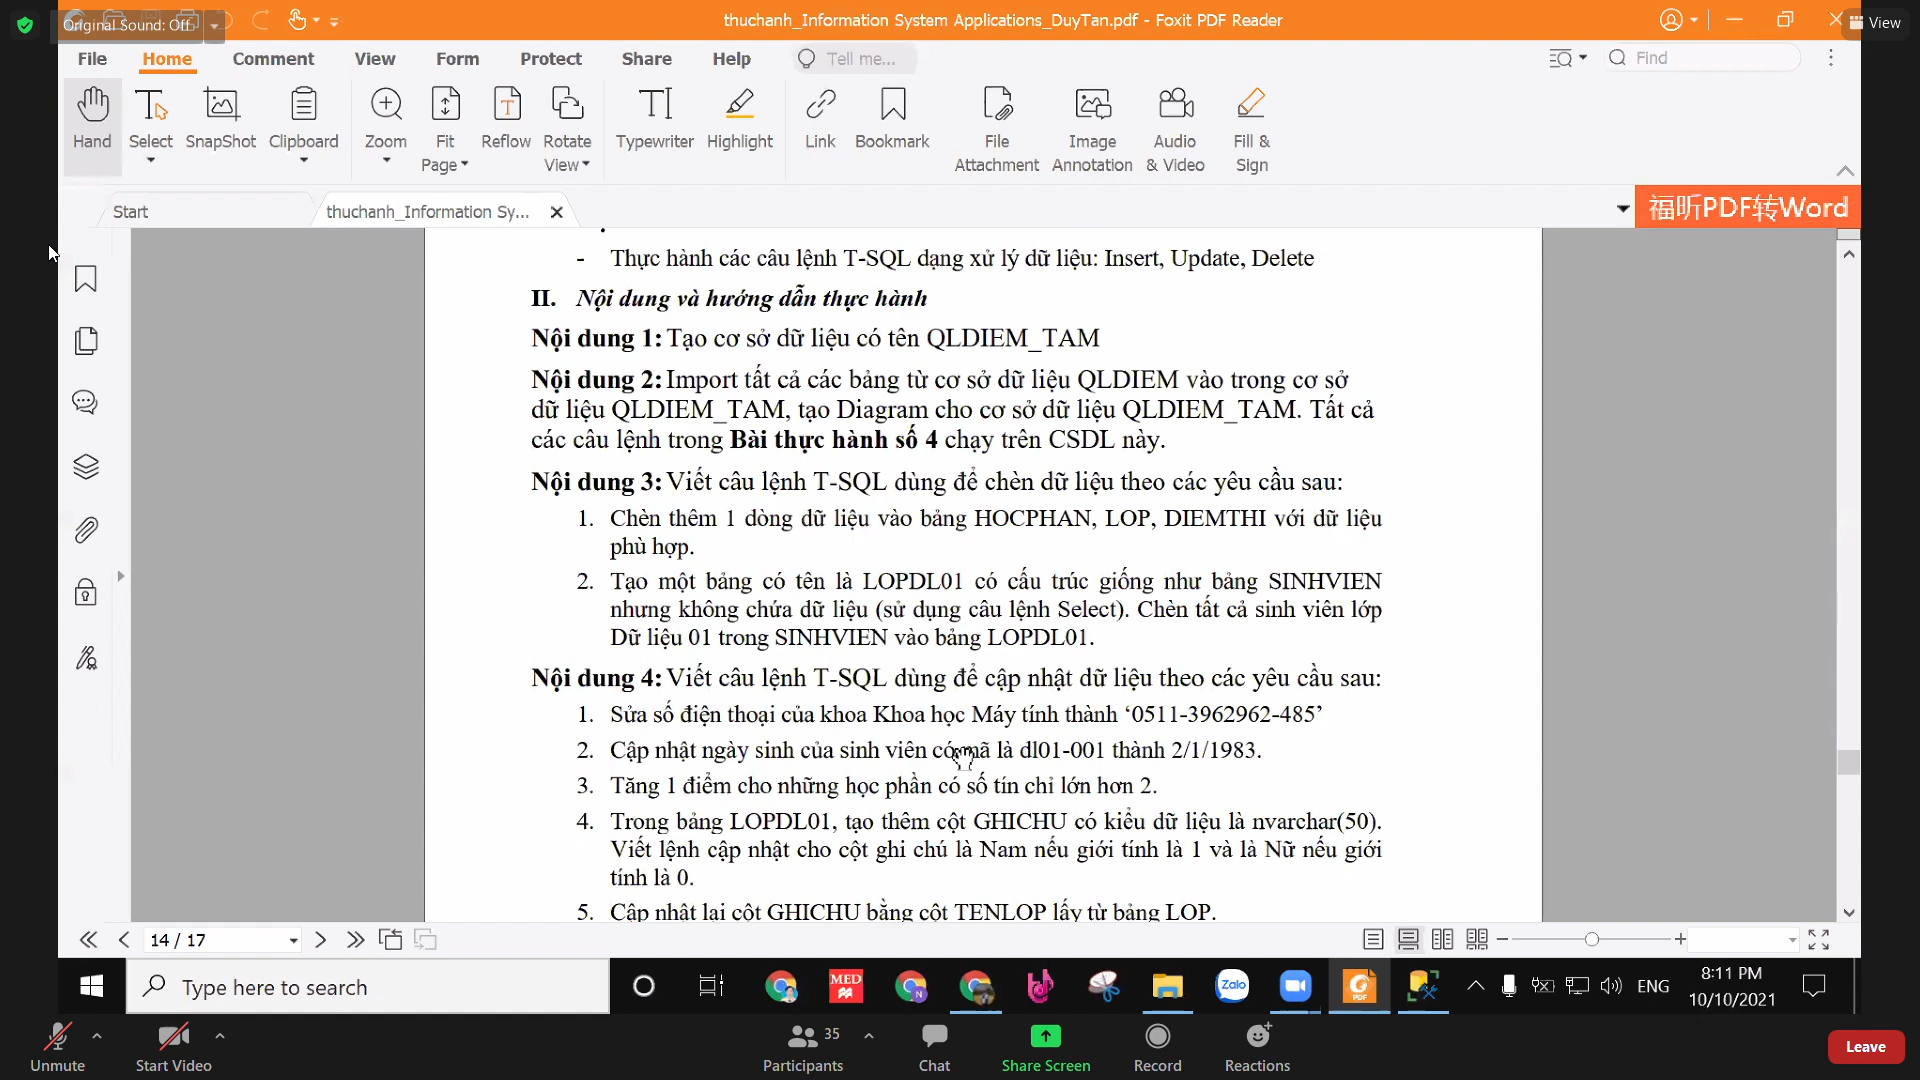 Original Sound: Off
thuchanh_Information System Applications_DuyTan.pdf - Foxit PDF Reader
View
File Home Comment View Form Protect Share Help Tell me... Find
Hand Select SnapShot Clipboard Zoom Fit Page Reflow Rotate View Typewriter Highlight Link Bookmark File Attachment Image Annotation Audio & Video Fill & Sign
Start thuchanh_Information Sy... 福昕PDF转Word
- Thực hành các câu lệnh T-SQL dạng xử lý dữ liệu: Insert, Update, Delete
II. Nội dung và hướng dẫn thực hành
Nội dung 1: Tạo cơ sở dữ liệu có tên QLDIEM_TAM
Nội dung 2: Import tất cả các bảng từ cơ sở dữ liệu QLDIEM vào trong cơ sở
dữ liệu QLDIEM_TAM, tạo Diagram cho cơ sở dữ liệu QLDIEM_TAM. Tất cả
các câu lệnh trong Bài thực hành số 4 chạy trên CSDL này.
Nội dung 3: Viết câu lệnh T-SQL dùng để chèn dữ liệu theo các yêu cầu sau:
1. Chèn thêm 1 dòng dữ liệu vào bảng HOCPHAN, LOP, DIEMTHI với dữ liệu
phù hợp.
2. Tạo một bảng có tên là LOPDL01 có cấu trúc giống như bảng SINHVIEN
nhưng không chứa dữ liệu (sử dụng câu lệnh Select). Chèn tất cả sinh viên lớp
Dữ liệu 01 trong SINHVIEN vào bảng LOPDL01.
Nội dung 4: Viết câu lệnh T-SQL dùng để cập nhật dữ liệu theo các yêu cầu sau:
1. Sửa số điện thoại của khoa Khoa học Máy tính thành ‘0511-3962962-485’
2. Cập nhật ngày sinh của sinh viên có mã là dl01-001 thành 2/1/1983.
3. Tăng 1 điểm cho những học phần có số tín chỉ lớn hơn 2.
4. Trong bảng LOPDL01, tạo thêm cột GHICHU có kiểu dữ liệu là nvarchar(50).
Viết lệnh cập nhật cho cột ghi chú là Nam nếu giới tính là 1 và là Nữ nếu giới
tính là 0.
5. Cập nhật lại cột GHICHU bằng cột TENLOP lấy từ bảng LOP.
14 / 17
Type here to search MED Zalo PDF ENG 8:11 PM
10/10/2021
35
Unmute Start Video Participants Chat Share Screen Record Reactions Leave